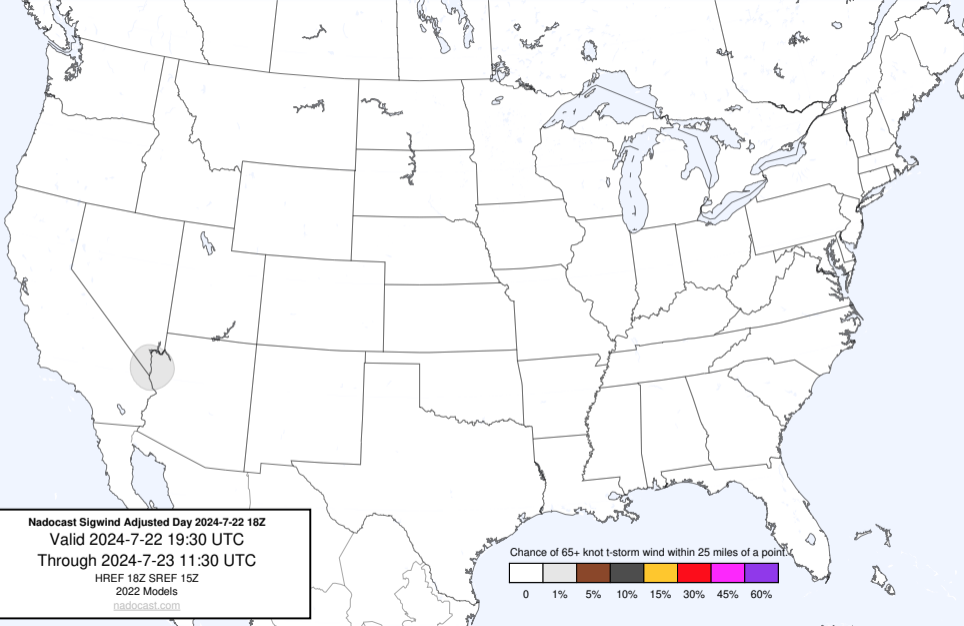 Nadocast Sigwind Adjusted Day 2024-7-22 18Z
Valid 2024-7-22 19:30 UTC
Through 2024-7-23 11:30 UTC
HREF 18Z SREF 15Z
2022 Models
nadocast.com
Chance of 65+ knot t-storm wind within 25 miles of a point.
0 1% 5% 10% 15% 30% 45% 60%